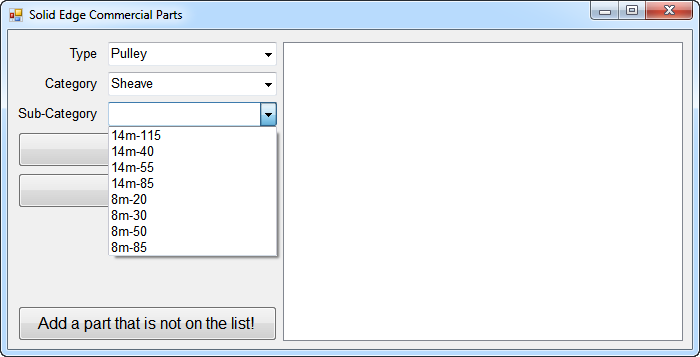 Solid Edge Commercial Parts
Type Pulley
Category Sheave
Sub-Category
14m-115
14m-40
14m-55
14m-85
8m-20
8m-30
8m-50
8m-85
Add a part that is not on the list!